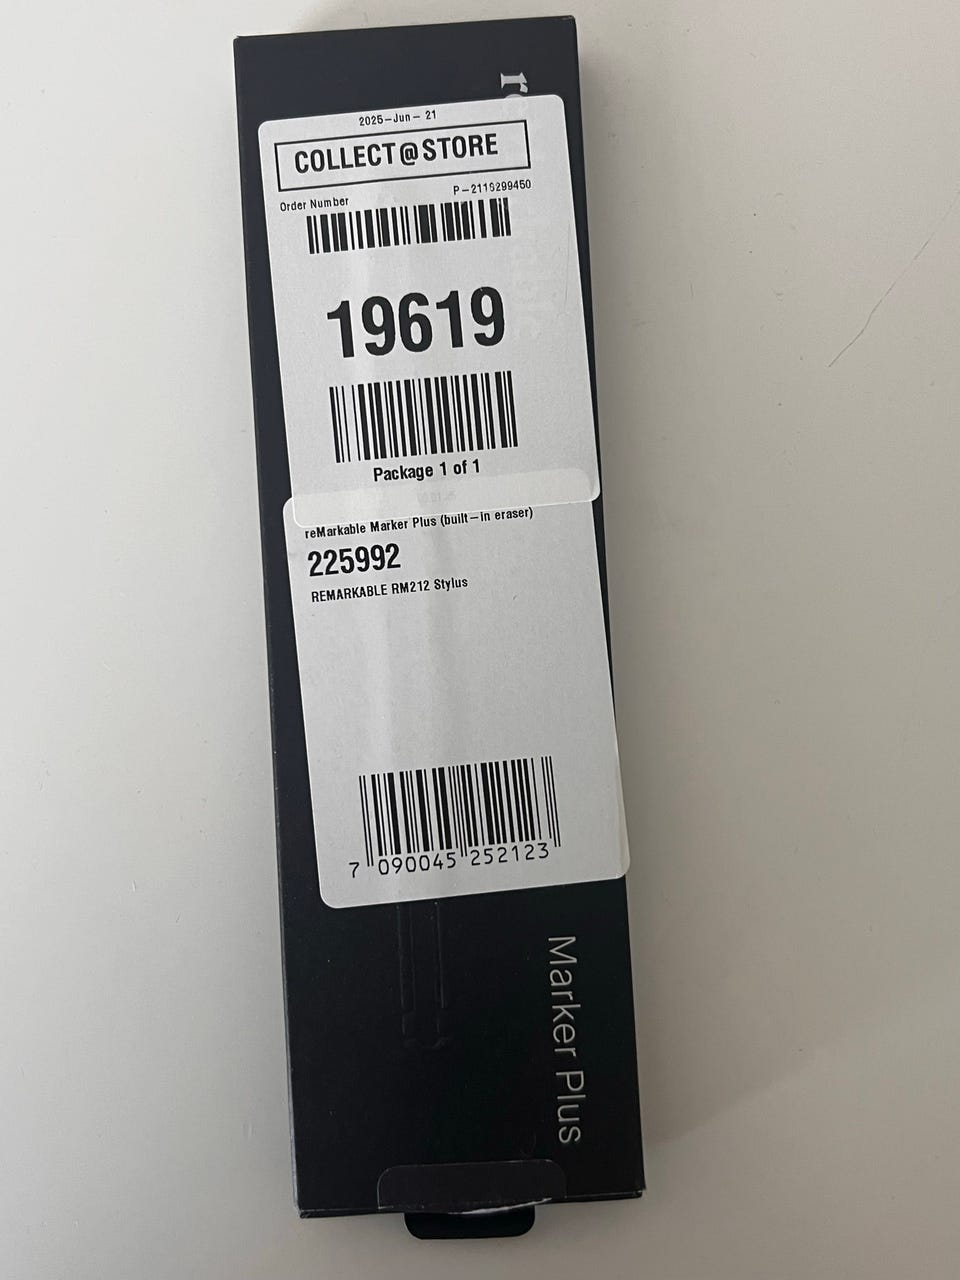 2025-Jun-21
COLLECT@STORE
P-2116299450
Order Number
19619
Package 1 of 1
reMarkable Marker Plus (built-in eraser)
225992
REMARKABLE RM212 Stylus
7 090045 252123
Marker Plus